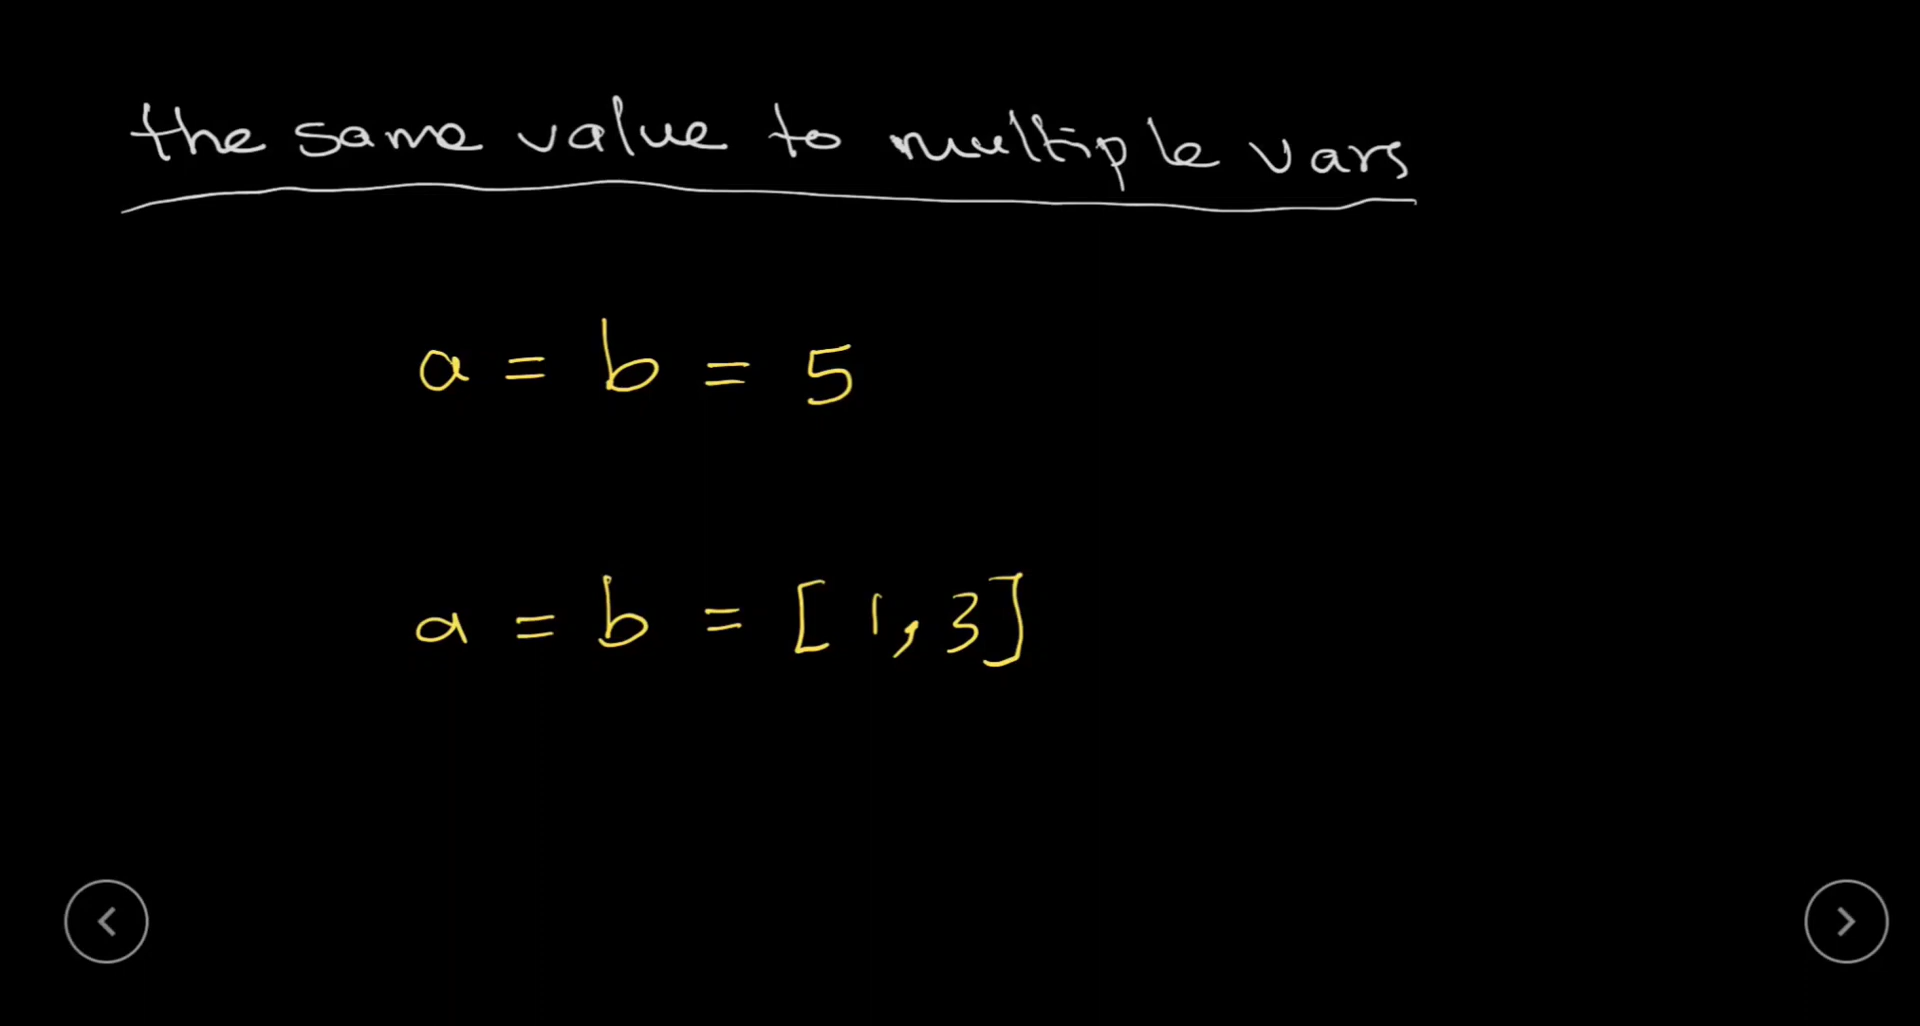 the same value to multiple vars
a = b = 5
a = b = [1, 3]